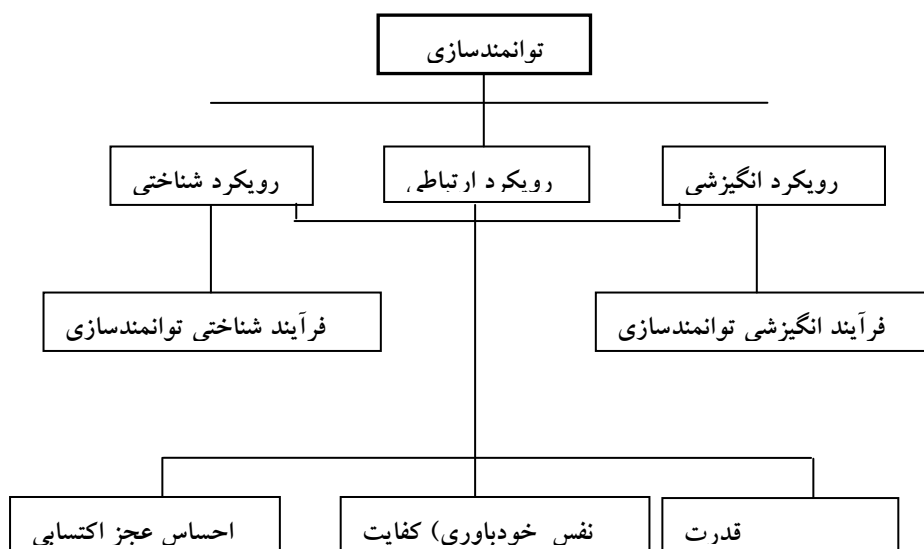 توانمندسازی
رویکرد انگیزشی
رویکرد ارتباطی
رویکرد شناختی
فرآیند انگیزشی توانمندسازی
فرآیند شناختی توانمندسازی
قدرت
نفس خودباوری) کفایت
احساس عجز اکتسابی